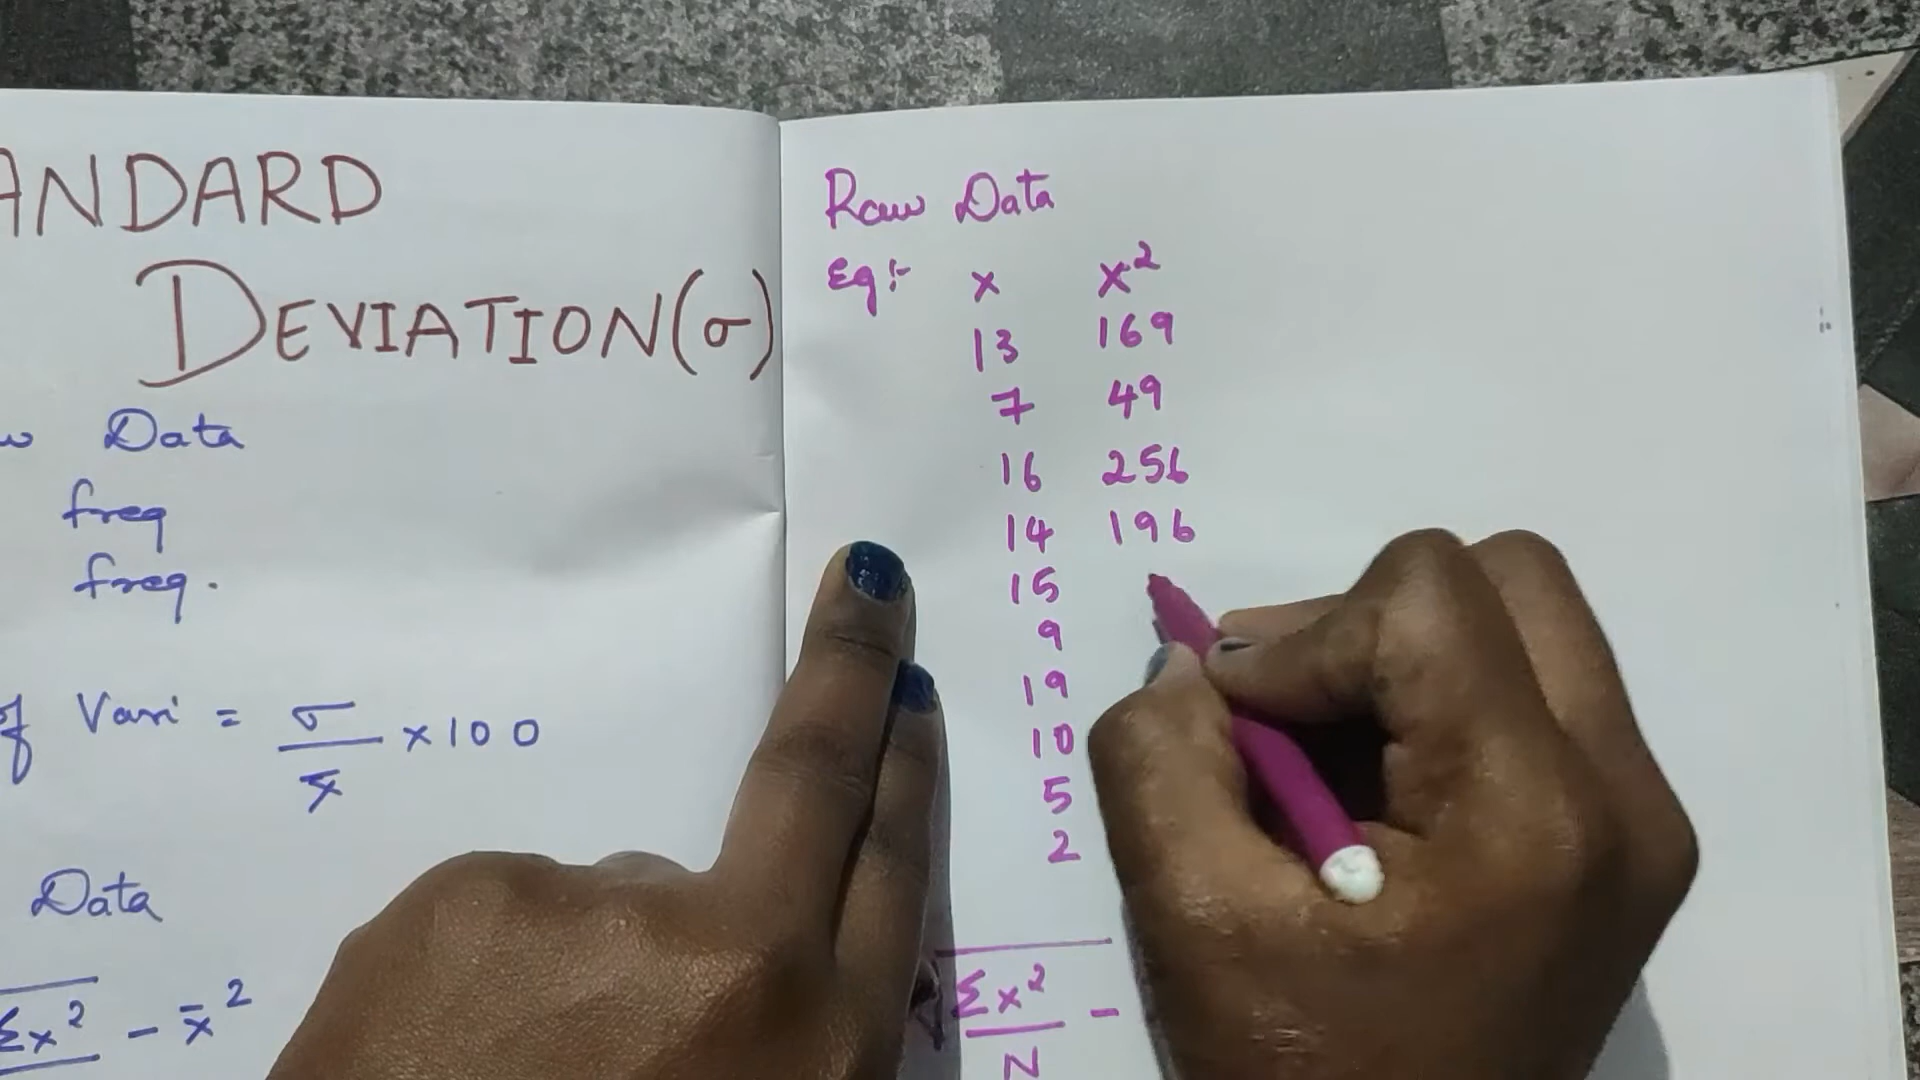 ANDARD
DEVIATION(σ)
Data
freq
freq.
of Vari = σ/x̄ ×100
Data
Σx² - x̄²
Raw Data
Eg:- x x²
13 169
7 49
16 256
14 196
15
9
19
10
5
2
√Σx²/N -